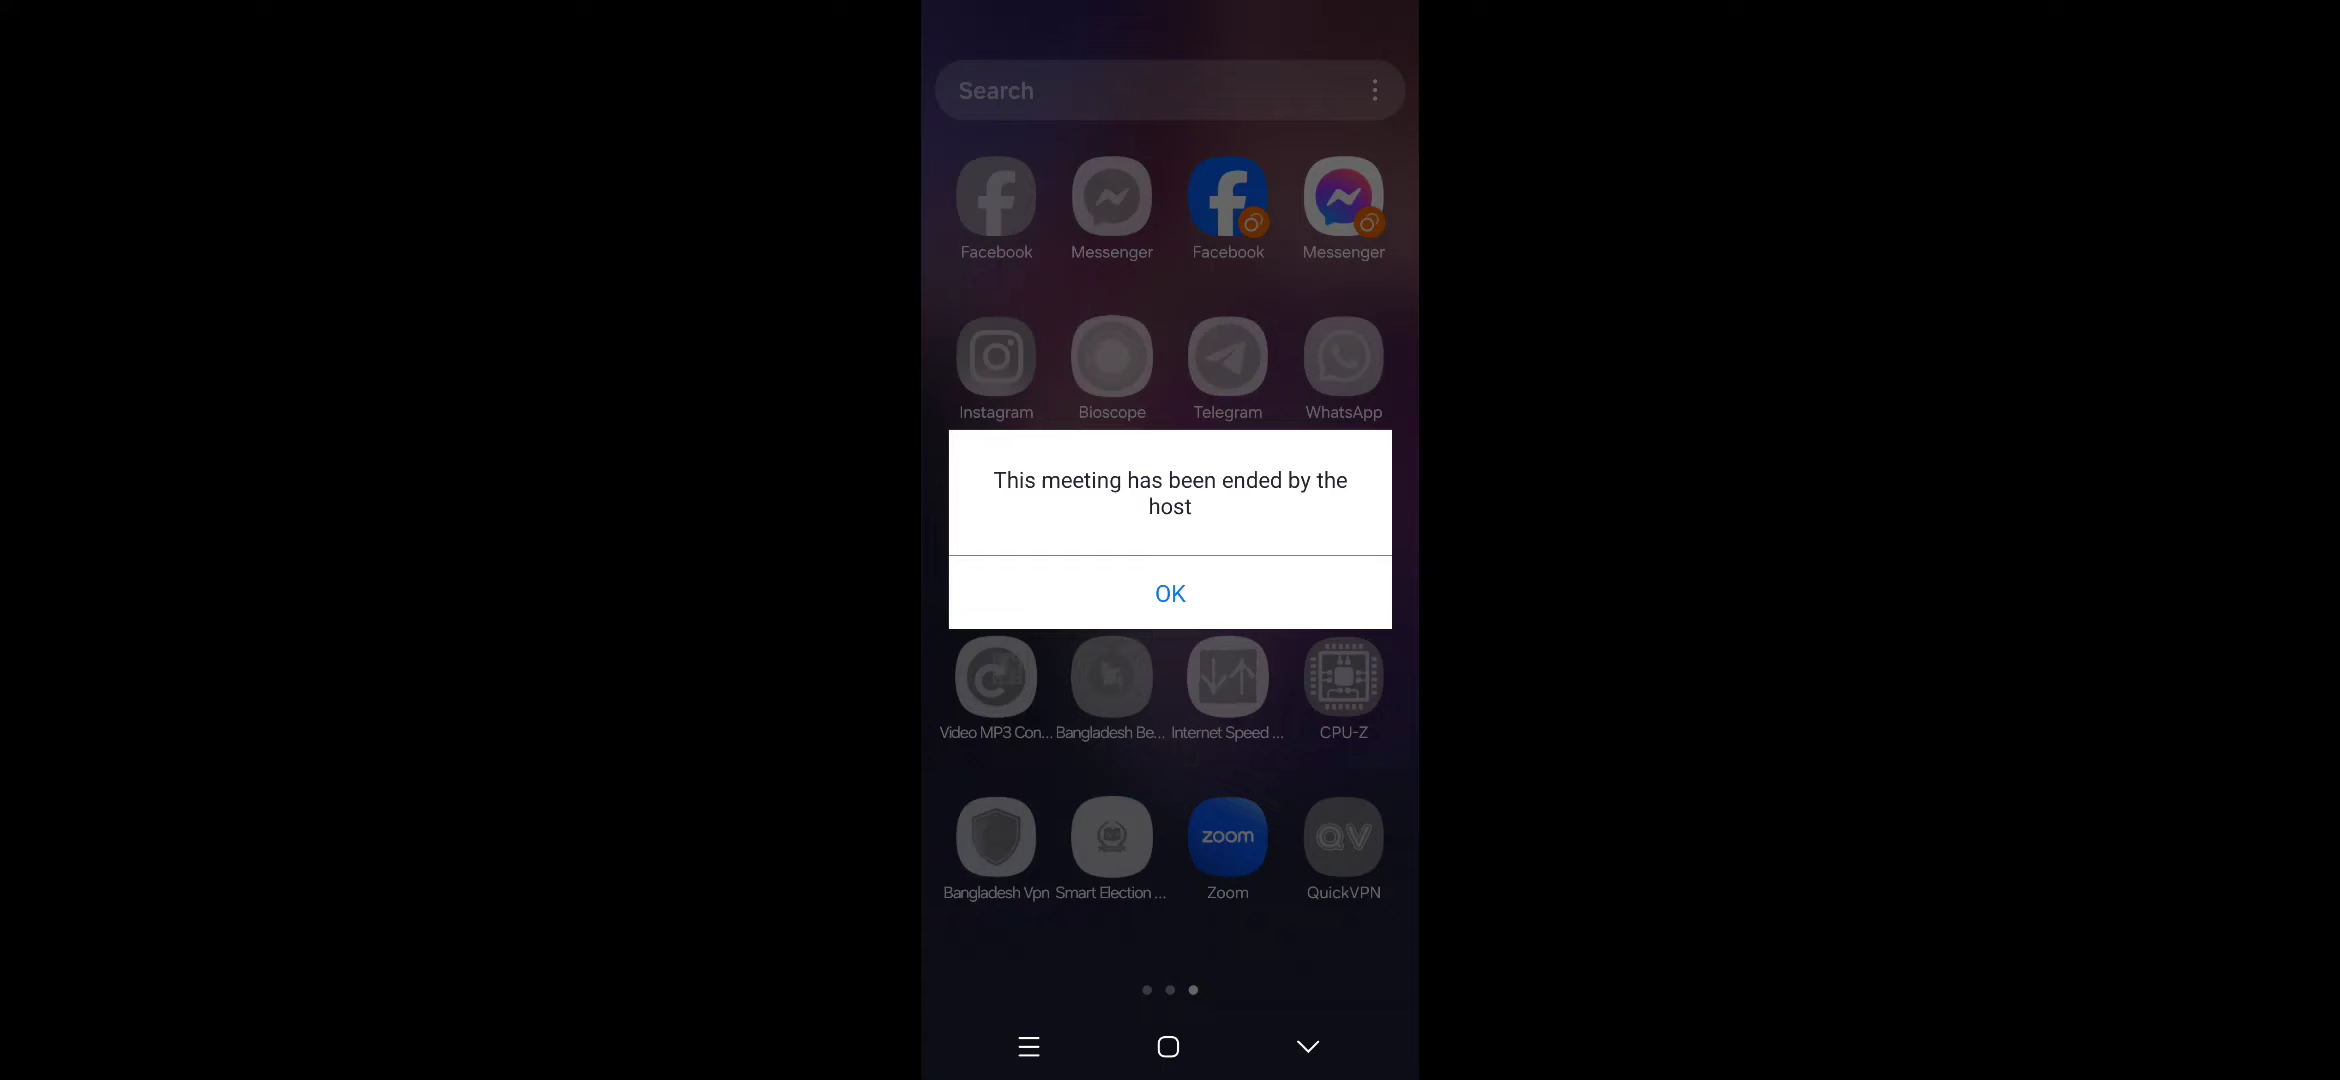 Search
Facebook Messenger Facebook Messenger
Instagram Bioscope Telegram WhatsApp
This meeting has been ended by the
host
OK
Video MP3 Con... Bangladesh Be... Internet Speed ... CPU-Z
zoom QV
Bangladesh Vpn Smart Election ... Zoom QuickVPN